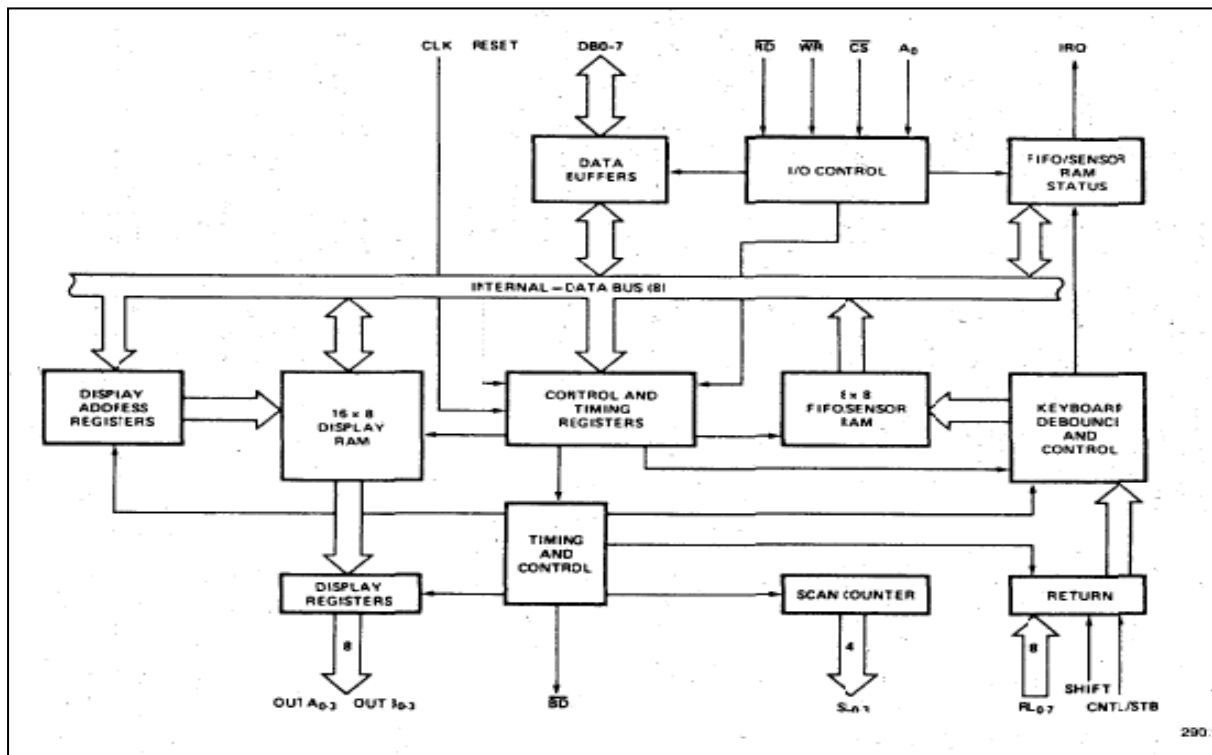 CLK RESET DB0-7 RD WR CS A0 IRQ
DATA
BUFFERS
I/O CONTROL
FIFO/SENSOR
RAM
STATUS
INTERNAL – DATA BUS (8)
DISPLAY
ADDRESS
REGISTERS
16 × 8
DISPLAY
RAM
CONTROL AND
TIMING
REGISTERS
8 × 8
FIFO/SENSOR
RAM
KEYBOARD
DEBOUNCE
AND
CONTROL
TIMING
AND
CONTROL
DISPLAY
REGISTERS
SCAN COUNTER
RETURN
8
4
8
OUT A0-3 OUT B0-3
BD
SL0-3
RL0-7
SHIFT
CNTL/STB
290